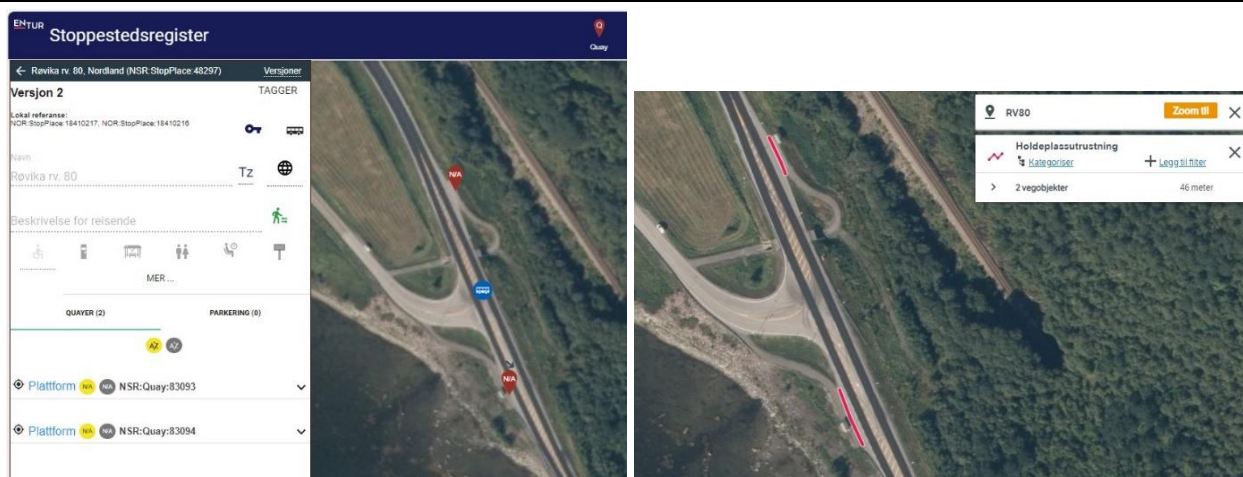 ENTUR Stoppestedsregister
Quay
Røvika rv. 80, Nordland (NSR:StopPlace:48297) Versjoner
Versjon 2 TAGGER
Lokal referanse:
NOR:StopPlace:18410217, NOR:StopPlace:18410216
Navn
Røvika rv. 80
Tz
Beskrivelse for reisende
MER ...
QUAYER (2) PARKERING (0)
AZ AZ
Plattform N/A N/A NSR:Quay:83093
Plattform N/A N/A NSR:Quay:83094
N/A
N/A
RV80 Zoom til
Holdeplassutrustning
Kategoriser Legg til filter
2 vegobjekter 46 meter